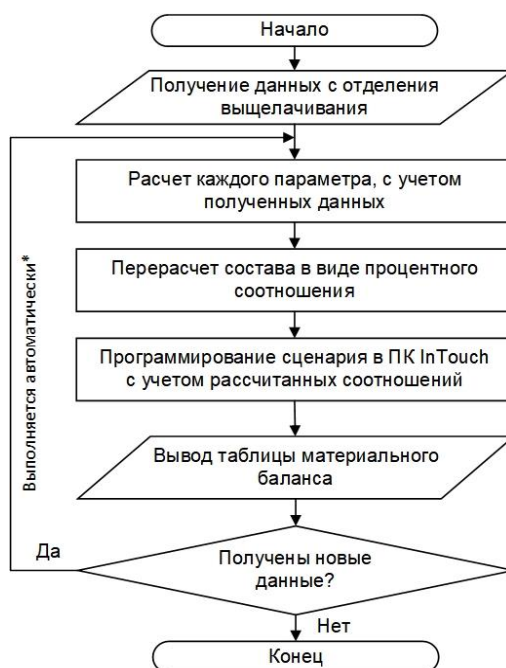 Начало
Получение данных с отделения
выщелачивания
Расчет каждого параметра, с учетом
полученных данных
Перерасчет состава в виде процентного
соотношения
Программирование сценария в ПК InTouch
с учетом рассчитанных соотношений
Вывод таблицы материального
баланса
Выполняется автоматически*
Да
Получены новые
данные?
Нет
Конец